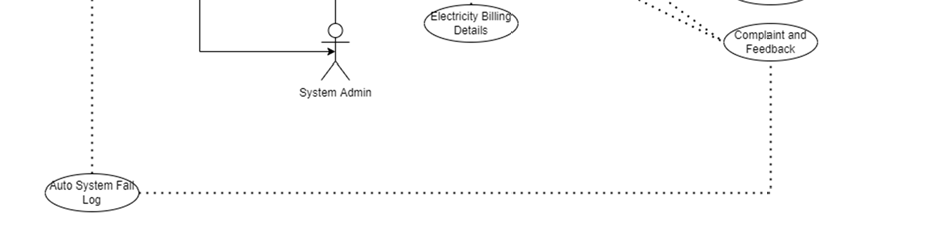 Electricity Billing
Details
Complaint and
Feedback
System Admin
Auto System Fail
Log